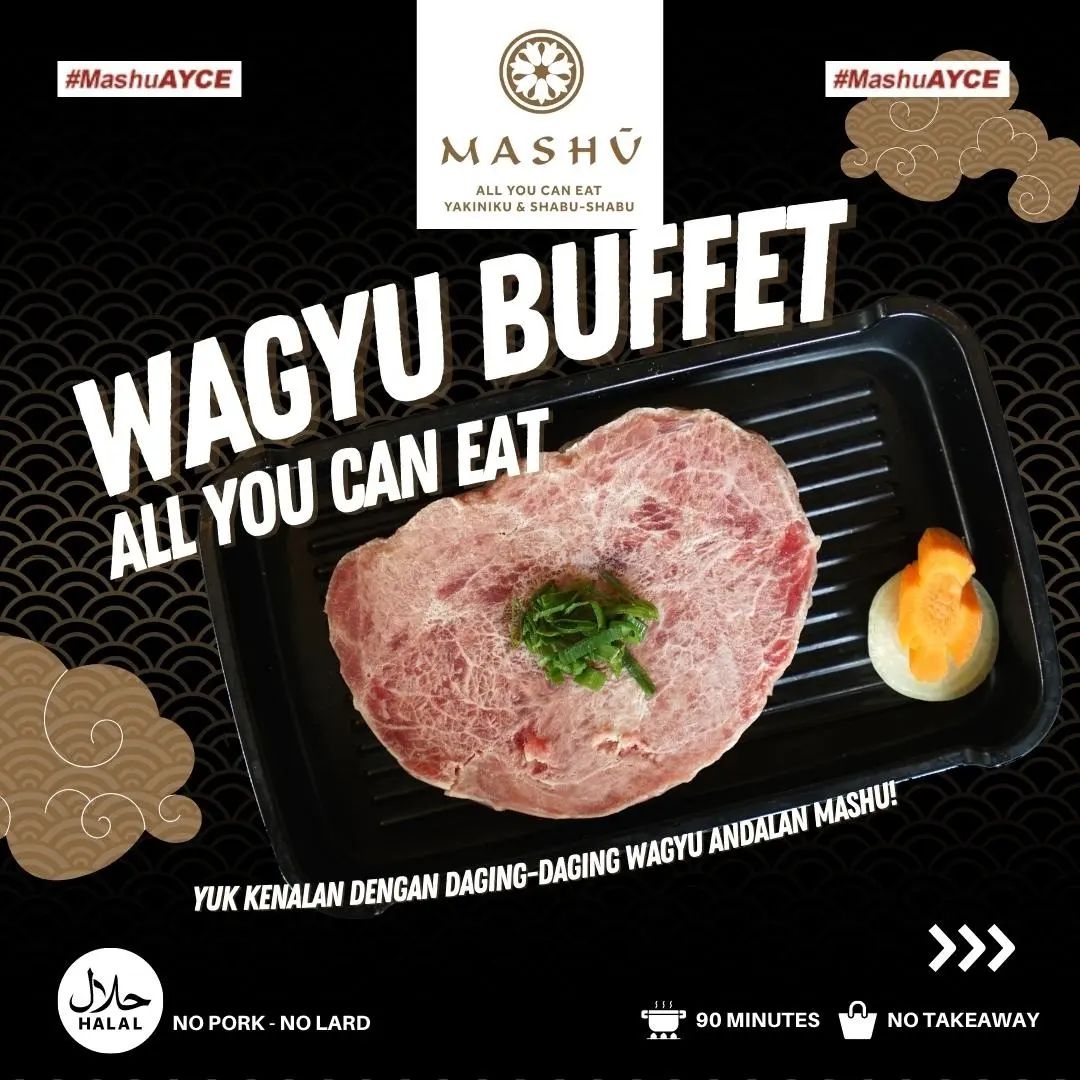 #MashuAYCE
#MashuAYCE
MASHŪ
ALL YOU CAN EAT
YAKINIKU & SHABU-SHABU
WAGYU BUFFET
ALL YOU CAN EAT
YUK KENALAN DENGAN DAGING-DAGING WAGYU ANDALAN MASHU!
حلال
HALAL
NO PORK - NO LARD
90 MINUTES
NO TAKEAWAY